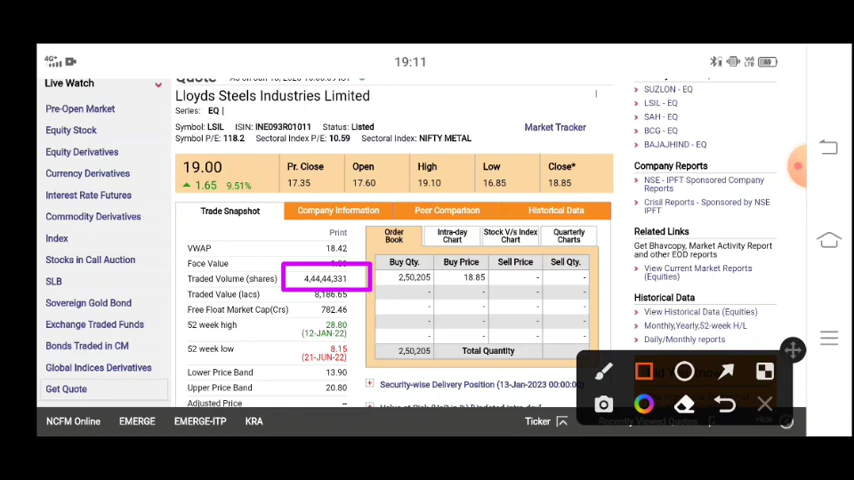 4G+
19:11
69
Live Watch
Pre-Open Market
Equity Stock
Equity Derivatives
Currency Derivatives
Interest Rate Futures
Commodity Derivatives
Index
Stocks in Call Auction
SLB
Sovereign Gold Bond
Exchange Traded Funds
Bonds Traded in CM
Global Indices Derivatives
Get Quote
Quote
Lloyds Steels Industries Limited
Series: EQ |
Symbol: LSIL ISIN: INE093R01011 Status: Listed
Symbol P/E: 118.2 Sectoral Index P/E: 10.59 Sectoral Index: NIFTY METAL
Market Tracker
19.00 Pr. Close Open High Low Close*
1.65 9.51% 17.35 17.60 19.10 16.85 18.85
Trade Snapshot Company Information Peer Comparison Historical Data
Print
VWAP 18.42
Face Value
Traded Volume (shares) 4,44,44,331
Traded Value (lacs) 8,186.65
Free Float Market Cap(Crs) 782.46
52 week high 28.80
(12-JAN-22)
52 week low 8.15
(21-JUN-22)
Lower Price Band 13.90
Upper Price Band 20.80
Adjusted Price --
Order Book Intra-day Chart Stock V/s Index Chart Quarterly Charts
Buy Qty. Buy Price Sell Price Sell Qty.
2,50,205 18.85 - -
- - - -
- - - -
- - - -
- - - -
2,50,205 Total Quantity
Security-wise Delivery Position (13-Jan-2023 00:00:00)
SUZLON - EQ
LSIL - EQ
SAH - EQ
BCG - EQ
BAJAJHIND - EQ
Company Reports
NSE - IPFT Sponsored Company
Reports
Crisil Reports - Sponsored by NSE
IPFT
Related Links
Get Bhavcopy, Market Activity Report
and other EOD reports
View Current Market Reports
(Equities)
Historical Data
View Historical Data (Equities)
Monthly,Yearly,52-week H/L
Daily/Monthly reports
Hide
NCFM Online EMERGE EMERGE-ITP KRA Ticker Recently Viewed Quotes